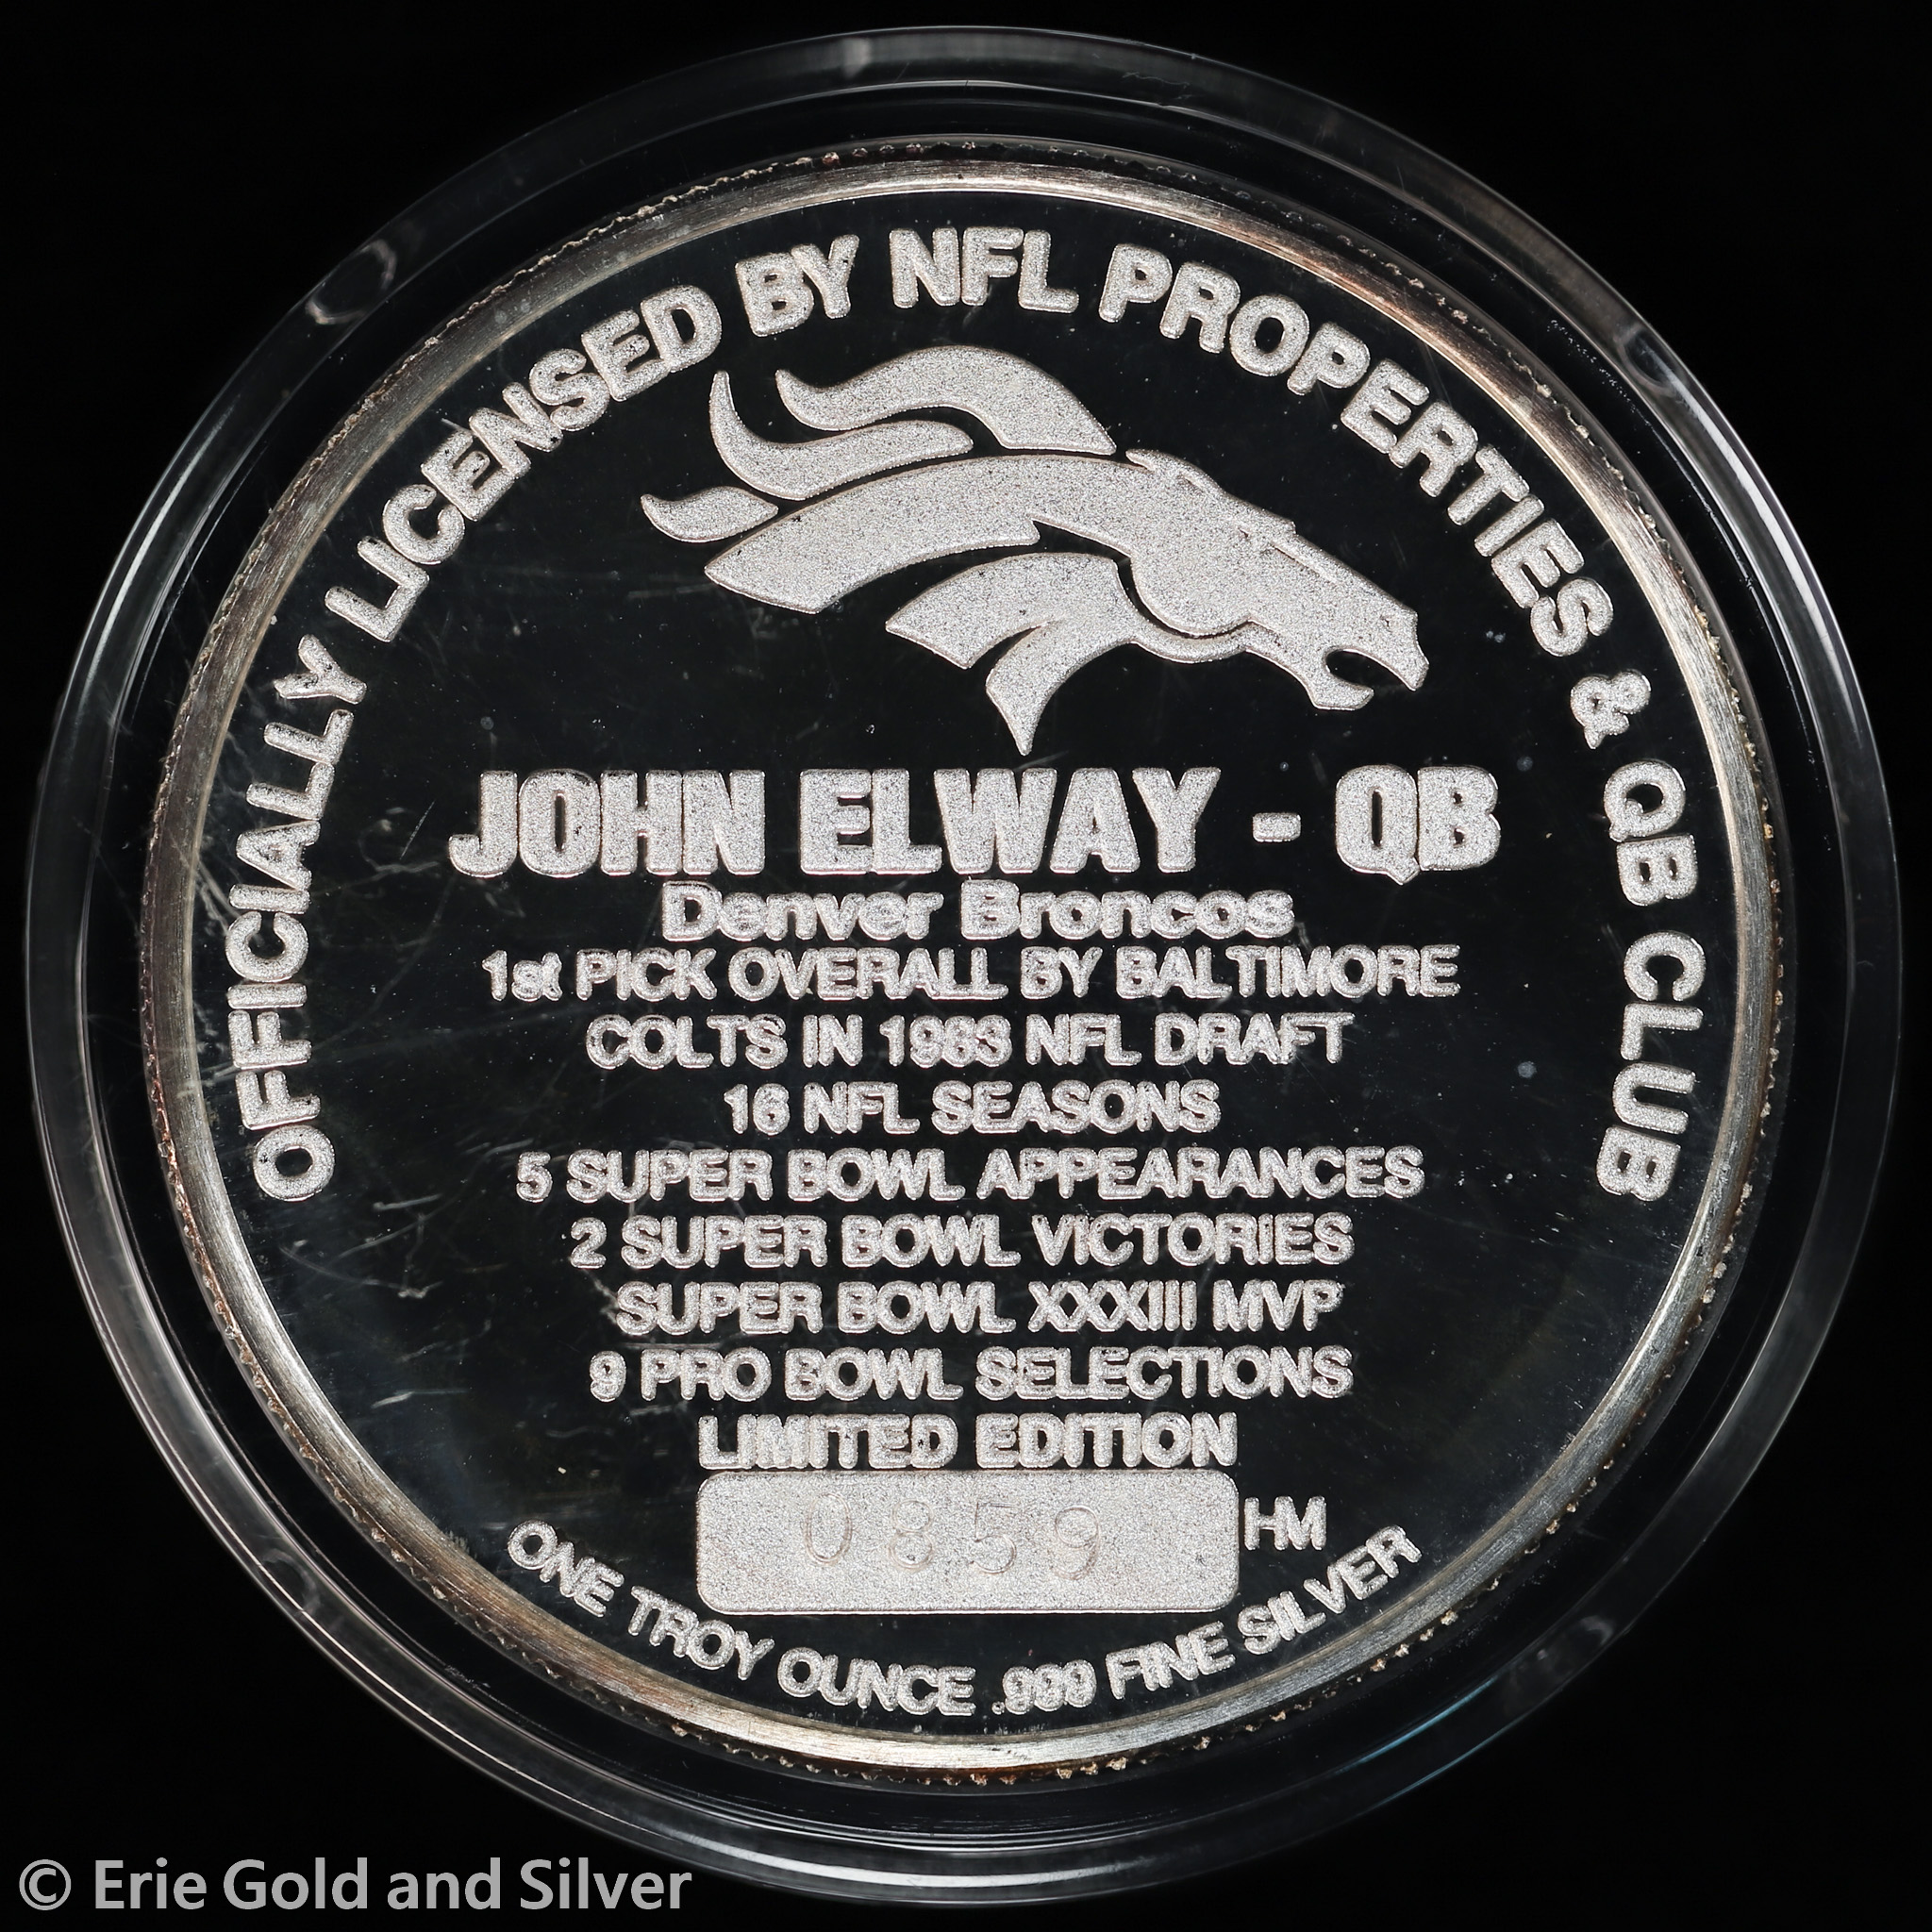 OFFICIALLY LICENSED BY NFL PROPERTIES & QB CLUB
JOHN ELWAY - QB
Denver Broncos
1st PICK OVERALL BY BALTIMORE
COLTS IN 1983 NFL DRAFT
16 NFL SEASONS
5 SUPER BOWL APPEARANCES
2 SUPER BOWL VICTORIES
SUPER BOWL XXXIII MVP
9 PRO BOWL SELECTIONS
LIMITED EDITION
0859 HM
ONE TROY OUNCE .999 FINE SILVER
© Erie Gold and Silver